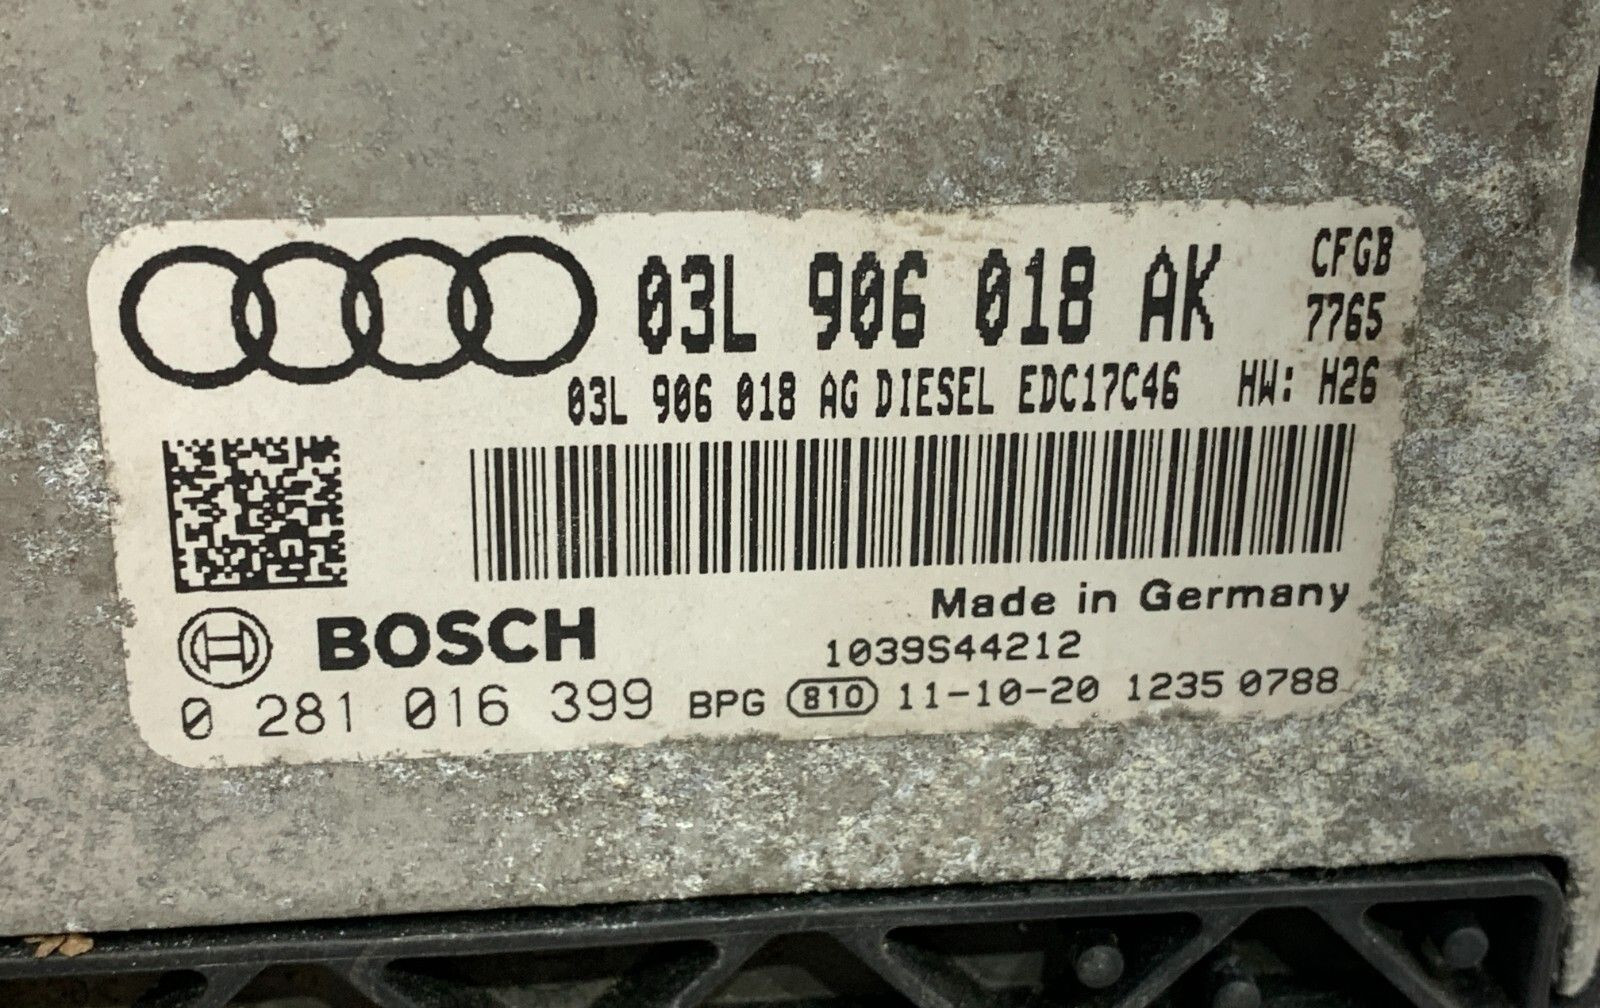 03L 906 018 AK
CFGB
7765
03L 906 018 AG DIESEL EDC17C46 HW: H26
Made in Germany
BOSCH
1039S44212
0 281 016 399 BPG 810 11-10-20 1235 0788